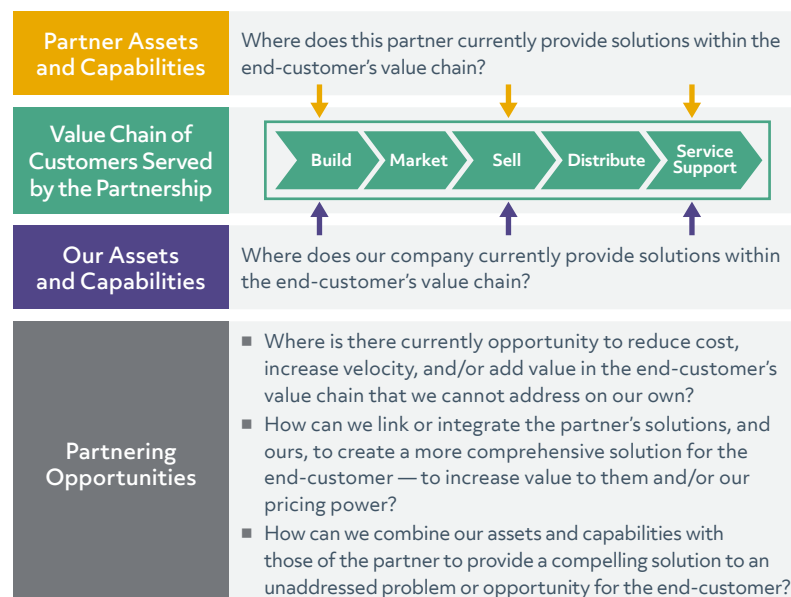 Partner Assets
and Capabilities
Where does this partner currently provide solutions within the
end-customer’s value chain?
Value Chain of
Customers Served
by the Partnership
Build
Market
Sell
Distribute
Service
Support
Our Assets
and Capabilities
Where does our company currently provide solutions within
the end-customer’s value chain?
Partnering
Opportunities
■ Where is there currently opportunity to reduce cost,
increase velocity, and/or add value in the end-customer’s
value chain that we cannot address on our own?
■ How can we link or integrate the partner’s solutions, and
ours, to create a more comprehensive solution for the
end-customer — to increase value to them and/or our
pricing power?
■ How can we combine our assets and capabilities with
those of the partner to provide a compelling solution to an
unaddressed problem or opportunity for the end-customer?